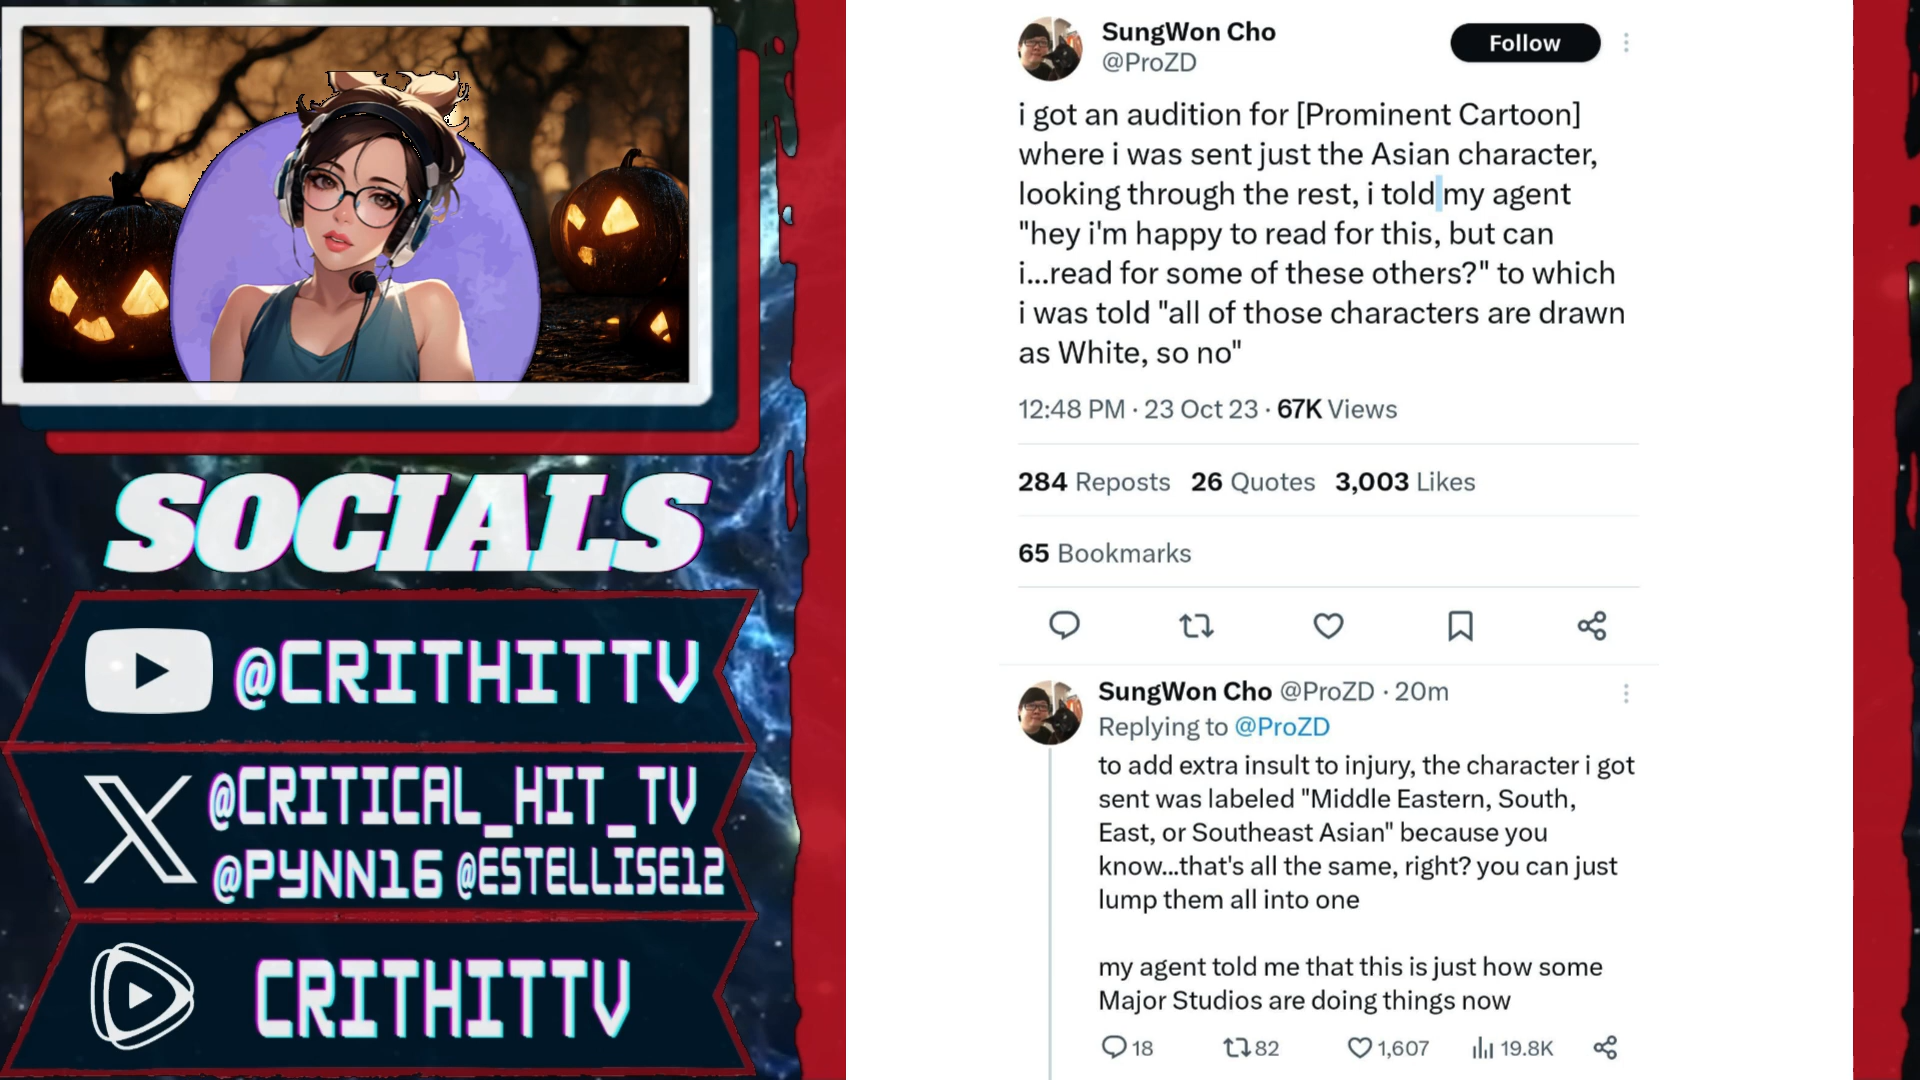 SOCIALS
@CRITHITTV
@CRITICAL_HIT_TV
@PYNN16 @ESTELLISE12
CRITHITTV
SungWon Cho
@ProZD
Follow
i got an audition for [Prominent Cartoon]
where i was sent just the Asian character,
looking through the rest, i told my agent
"hey i'm happy to read for this, but can
i...read for some of these others?" to which
i was told "all of those characters are drawn
as White, so no"
12:48 PM · 23 Oct 23 · 67K Views
284 Reposts 26 Quotes 3,003 Likes
65 Bookmarks
SungWon Cho @ProZD · 20m
Replying to @ProZD
to add extra insult to injury, the character i got
sent was labeled "Middle Eastern, South,
East, or Southeast Asian" because you
know...that's all the same, right? you can just
lump them all into one
my agent told me that this is just how some
Major Studios are doing things now
18 82 1,607 19.8K